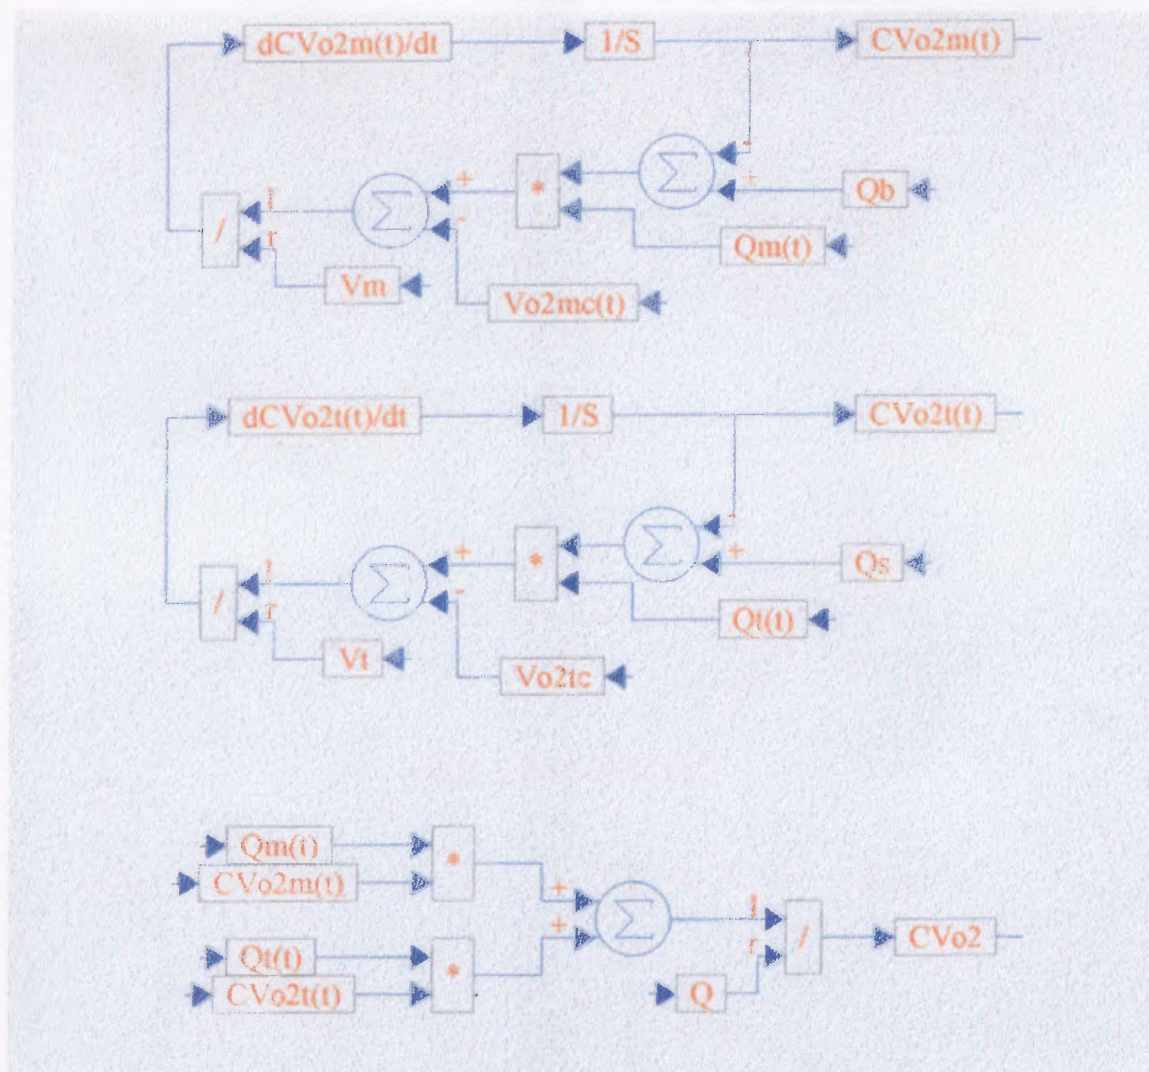 dCVo2m(t)/dt 1/S CVo2m(t)
-
+ Σ + Qb
l Σ *
/ - Qm(t)
r
Vm Vo2mc(t)
dCVo2t(t)/dt 1/S CVo2t(t)
-
+ Σ + Qs
l Σ *
/ - Qt(t)
r
Vt Vo2tc
Qm(t) *
CVo2m(t) +
Σ l
+ / CVo2
Qt(t) * r
CVo2t(t) Q